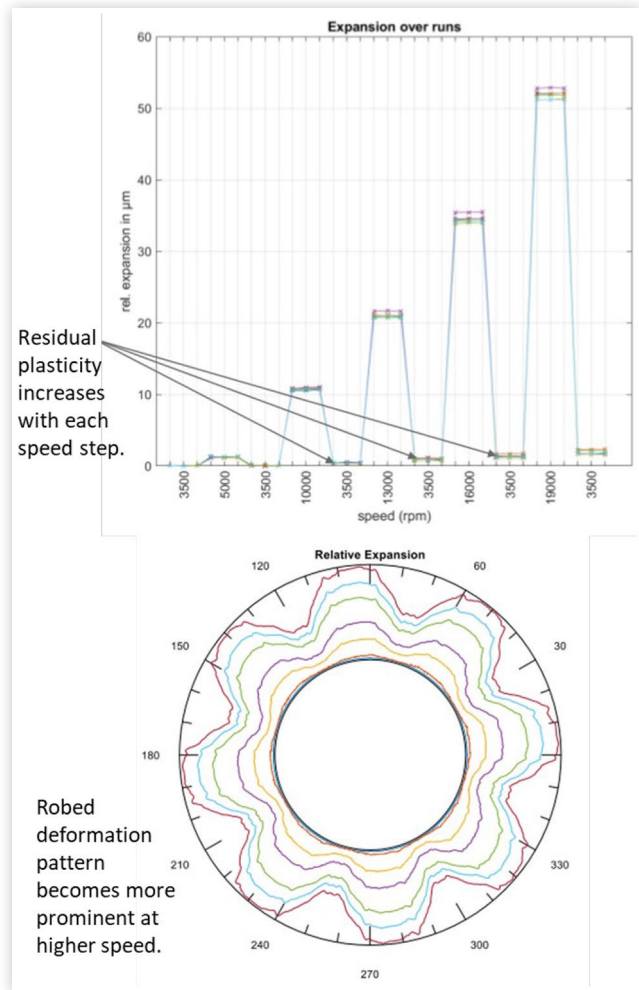 Expansion over runs
60
50
40
30
20
10
0
rel. expansion in µm
Residual
plasticity
increases
with each
speed step.
3500
5000
3500
10000
3500
13000
3500
16000
3500
19000
3500
speed (rpm)
Relative Expansion
120
60
150
30
180
210
330
240
300
270
Robed
deformation
pattern
becomes more
prominent at
higher speed.